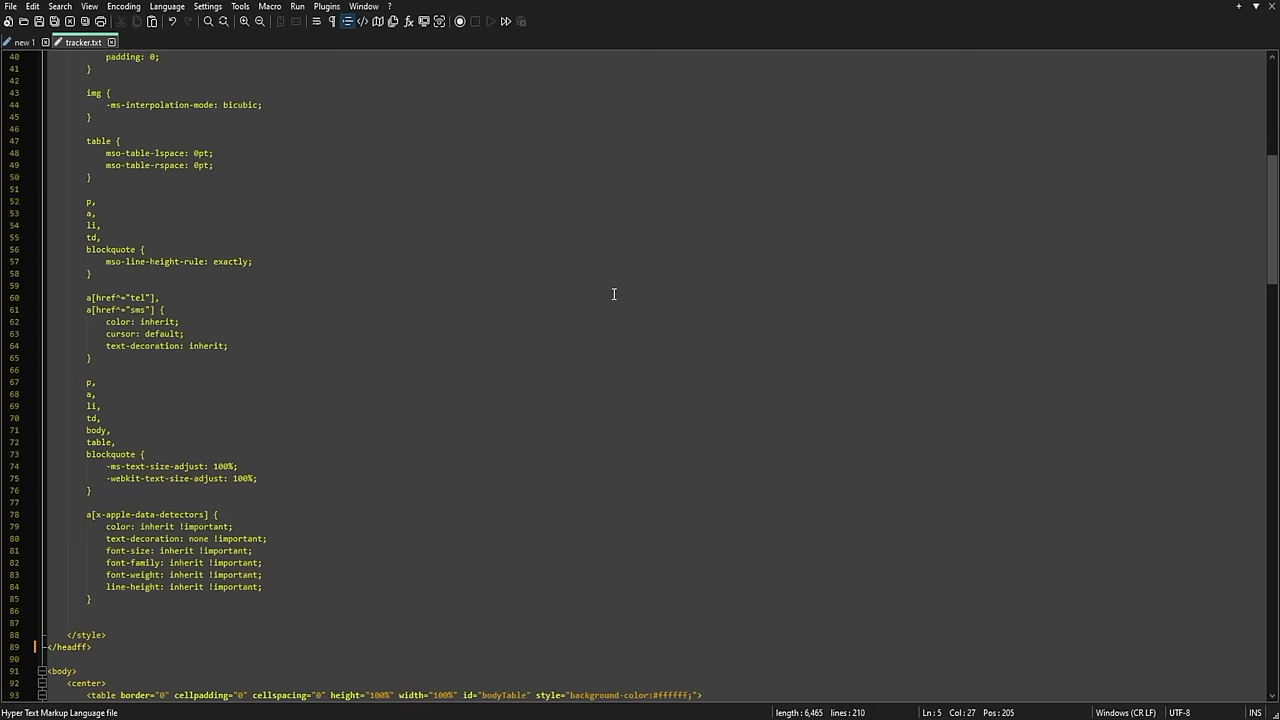 File Edit Search View Encoding Language Settings Tools Macro Run Plugins Window ?
new 1 tracker.txt
40 padding: 0;
41 }
42
43 img {
44 -ms-interpolation-mode: bicubic;
45 }
46
47 table {
48 mso-table-lspace: 0pt;
49 mso-table-rspace: 0pt;
50 }
51
52 p,
53 a,
54 li,
55 td,
56 blockquote {
57 mso-line-height-rule: exactly;
58 }
59
60 a[href^="tel"],
61 a[href^="sms"] {
62 color: inherit;
63 cursor: default;
64 text-decoration: inherit;
65 }
66
67 p,
68 a,
69 li,
70 td,
71 body,
72 table,
73 blockquote {
74 -ms-text-size-adjust: 100%;
75 -webkit-text-size-adjust: 100%;
76 }
77
78 a[x-apple-data-detectors] {
79 color: inherit !important;
80 text-decoration: none !important;
81 font-size: inherit !important;
82 font-family: inherit !important;
83 font-weight: inherit !important;
84 line-height: inherit !important;
85 }
86
87
88 </style>
89 </headff>
90
91 <body>
92 <center>
93 <table border="0" cellpadding="0" cellspacing="0" height="100%" width="100%" id="bodyTable" style="background-color:#ffffff;">
Hyper Text Markup Language file length : 6,465 lines : 210 Ln : 5 Col : 27 Pos : 205 Windows (CR LF) UTF-8 INS